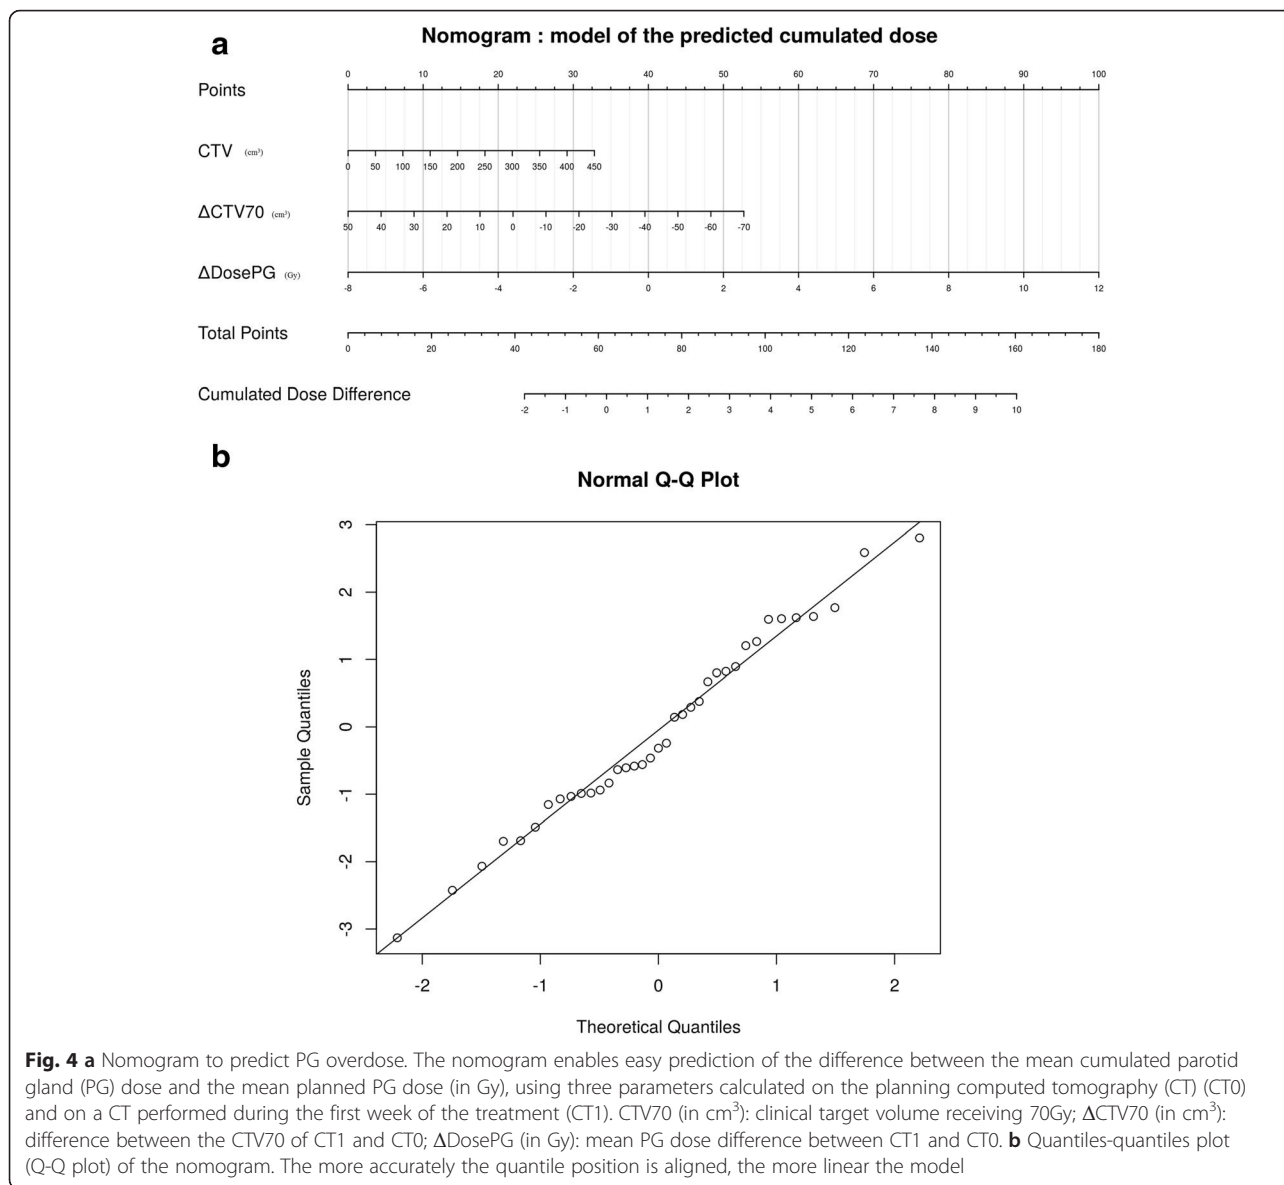 a
Nomogram : model of the predicted cumulated dose
0 10 20 30 40 50 60 70 80 90 100
Points
CTV (cm³)
0 50 100 150 200 250 300 350 400 450
ΔCTV70 (cm³)
50 40 30 20 10 0 -10 -20 -30 -40 -50 -60 -70
ΔDosePG (Gy)
-8 -6 -4 -2 0 2 4 6 8 10 12
Total Points
0 20 40 60 80 100 120 140 160 180
Cumulated Dose Difference
-2 -1 0 1 2 3 4 5 6 7 8 9 10
b
Normal Q-Q Plot
3
2
1
0
-1
-2
-3
Sample Quantiles
-2 -1 0 1 2
Theoretical Quantiles
Fig. 4 a Nomogram to predict PG overdose. The nomogram enables easy prediction of the difference between the mean cumulated parotid
gland (PG) dose and the mean planned PG dose (in Gy), using three parameters calculated on the planning computed tomography (CT) (CT0)
and on a CT performed during the first week of the treatment (CT1). CTV70 (in cm³): clinical target volume receiving 70Gy; ΔCTV70 (in cm³):
difference between the CTV70 of CT1 and CT0; ΔDosePG (in Gy): mean PG dose difference between CT1 and CT0. b Quantiles-quantiles plot
(Q-Q plot) of the nomogram. The more accurately the quantile position is aligned, the more linear the model